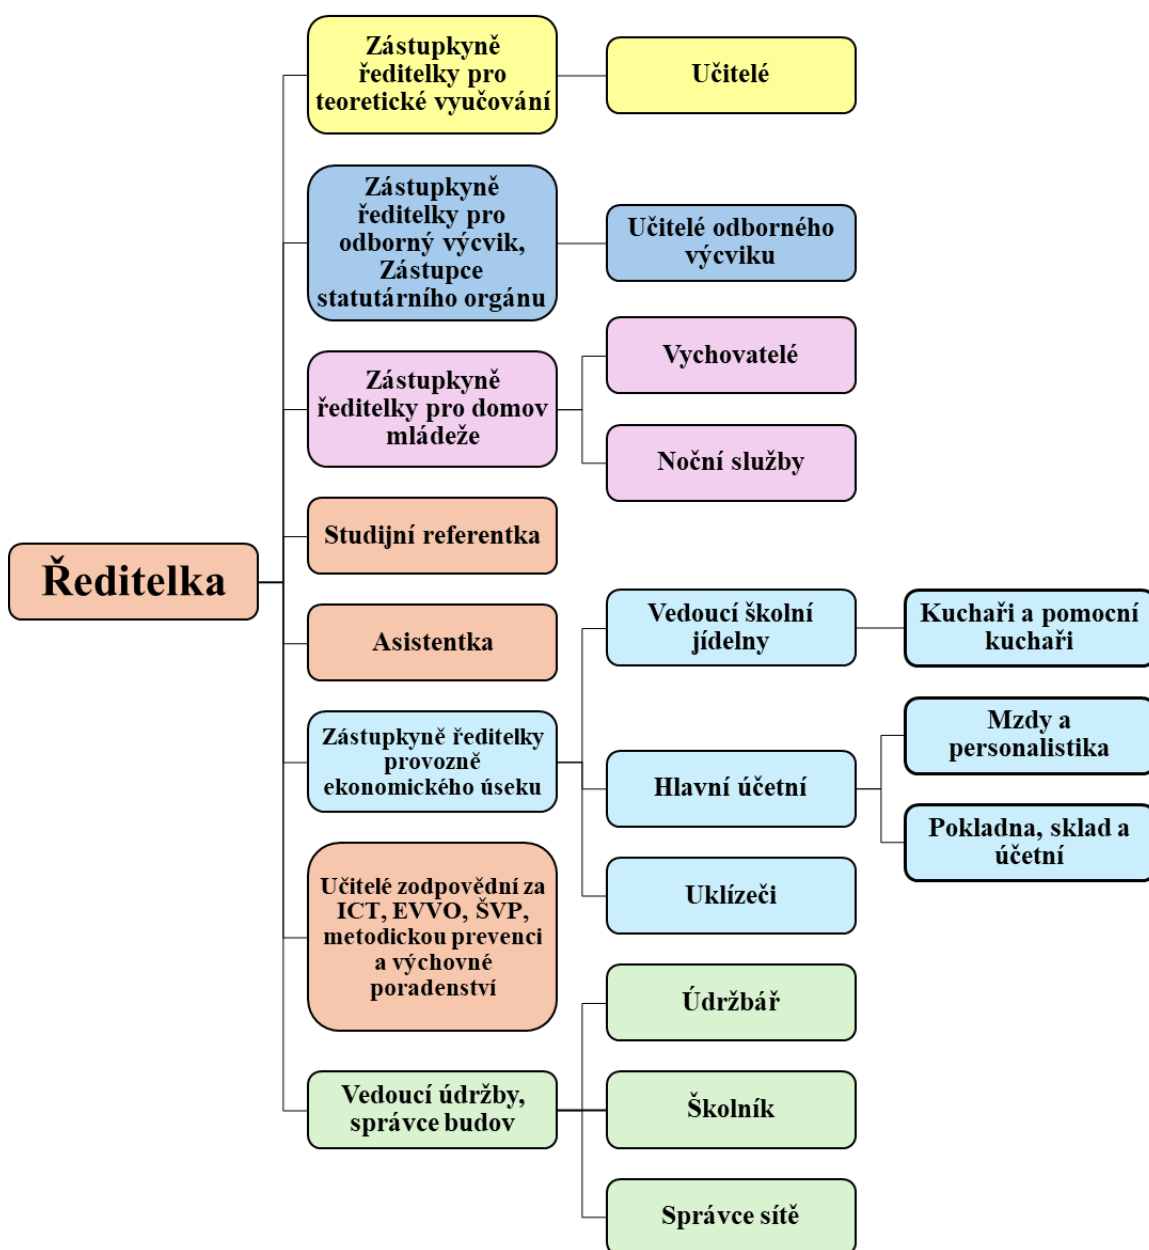 Zástupkyně
ředitelky pro
teoretické vyučování
Učitelé
Zástupkyně
ředitelky pro
odborný výcvik,
Zástupce
statutárního orgánu
Učitelé odborného
výcviku
Zástupkyně
ředitelky pro domov
mládeže
Vychovatelé
Noční služby
Studijní referentka
Ředitelka
Asistentka
Vedoucí školní
jídelny
Kuchaři a pomocní
kuchaři
Zástupkyně ředitelky
provozně
ekonomického úseku
Hlavní účetní
Mzdy a
personalistika
Pokladna, sklad a
účetní
Uklízeči
Učitelé zodpovědní za
ICT, EVVO, ŠVP,
metodickou prevenci
a výchovné
poradenství
Vedoucí údržby,
správce budov
Údržbář
Školník
Správce sítě